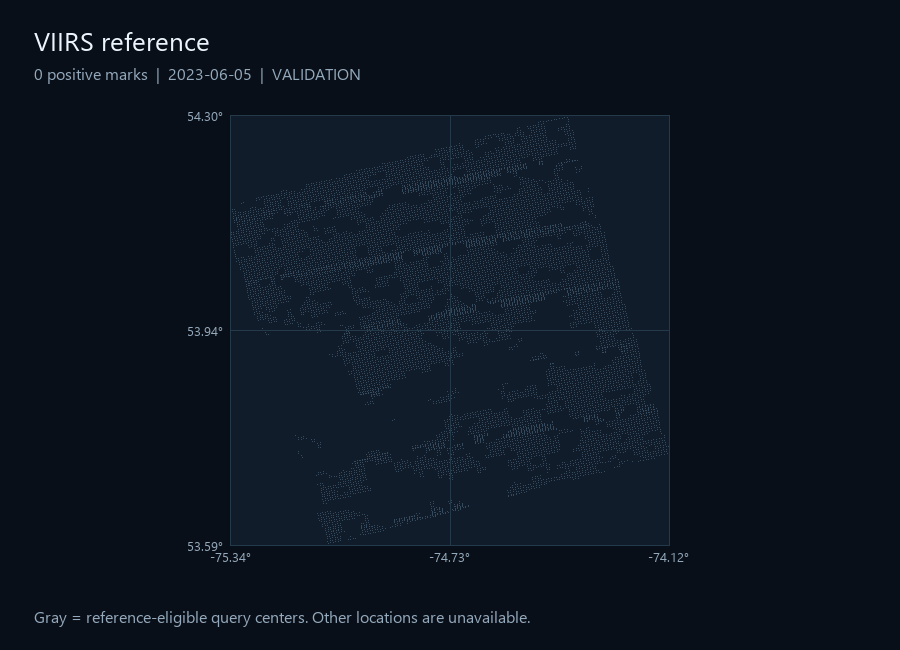 VIIRS reference
0 positive marks | 2023-06-05 | VALIDATION
54.30°
53.94°
53.59°
-75.34° -74.73° -74.12°
Gray = reference-eligible query centers. Other locations are unavailable.